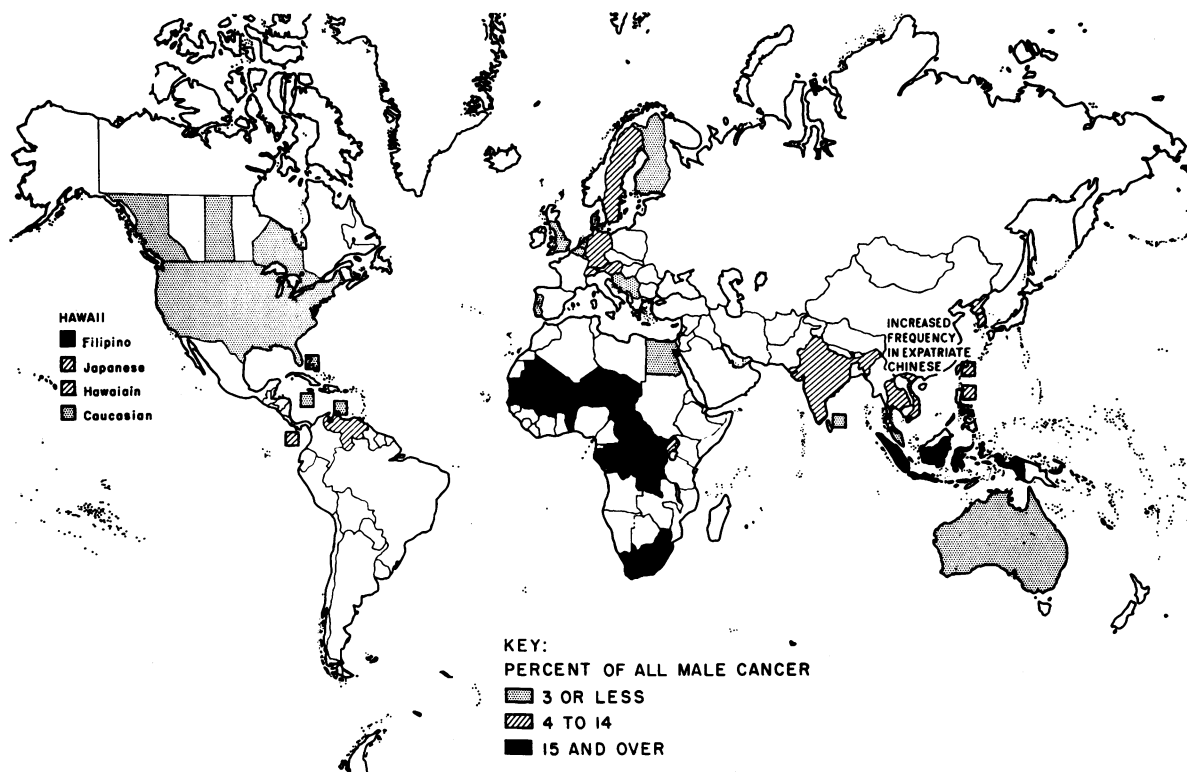 HAWAII
Filipino
Japanese
Hawaiain
Caucasian
INCREASED
FREQUENCY
IN EXPATRIATE
CHINESE
KEY:
PERCENT OF ALL MALE CANCER
3 OR LESS
4 TO 14
15 AND OVER